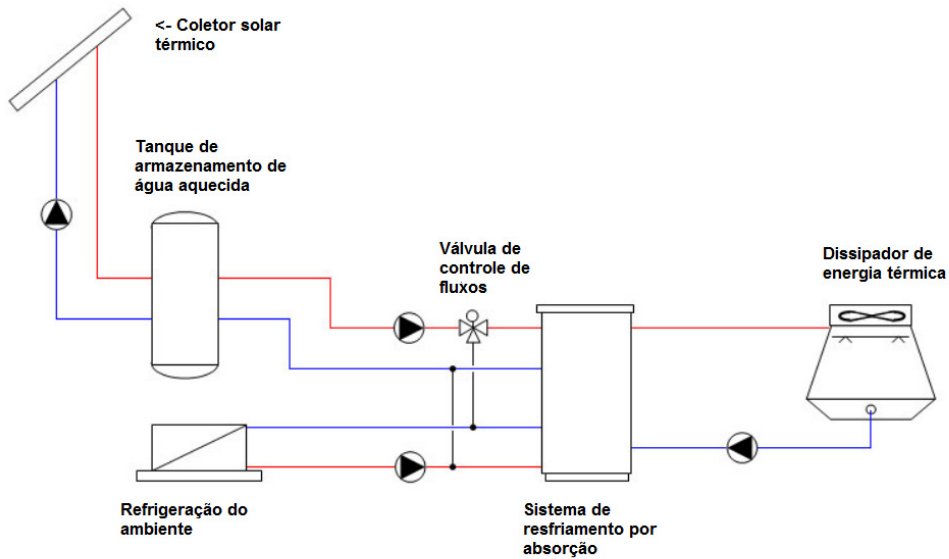 <- Coletor solar
térmico
Tanque de
armazenamento de
água aquecida
Válvula de
controle de
fluxos
Dissipador de
energia térmica
Refrigeração do
ambiente
Sistema de
resfriamento por
absorção